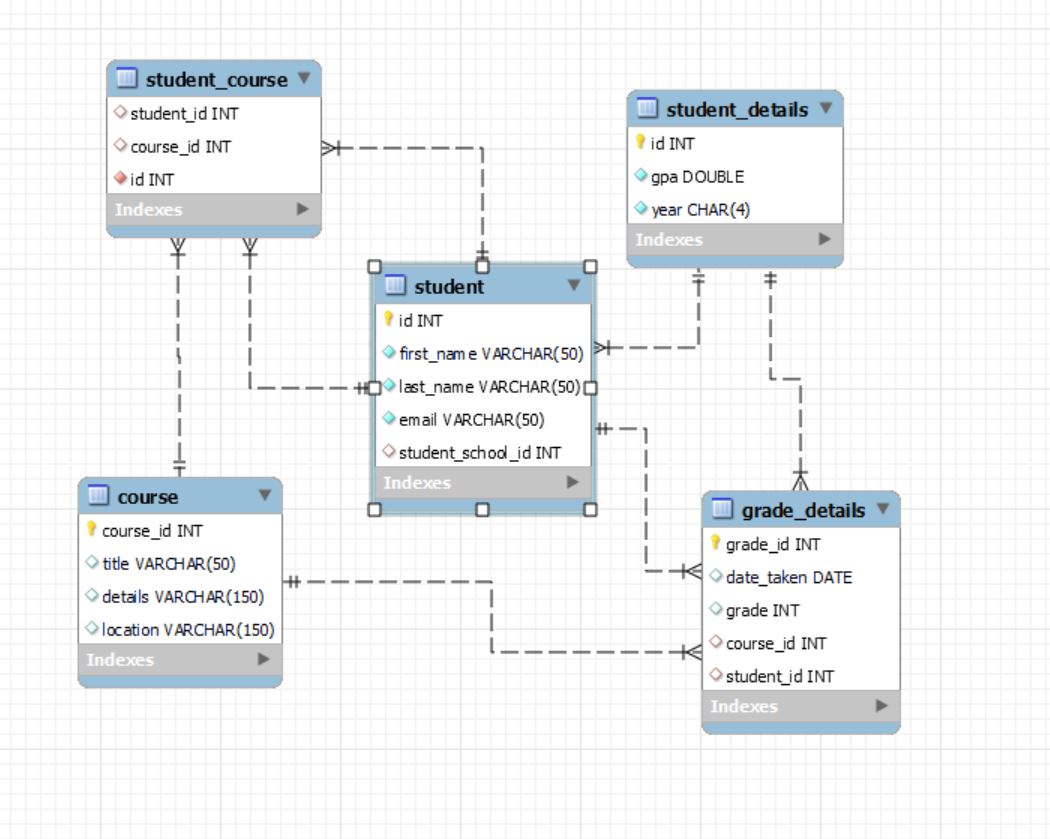 student_course
student_id INT
course_id INT
id INT
Indexes
student_details
id INT
gpa DOUBLE
year CHAR(4)
Indexes
student
id INT
first_name VARCHAR(50)
last_name VARCHAR(50)
email VARCHAR(50)
student_school_id INT
Indexes
course
course_id INT
title VARCHAR(50)
details VARCHAR(150)
location VARCHAR(150)
Indexes
grade_details
grade_id INT
date_taken DATE
grade INT
course_id INT
student_id INT
Indexes